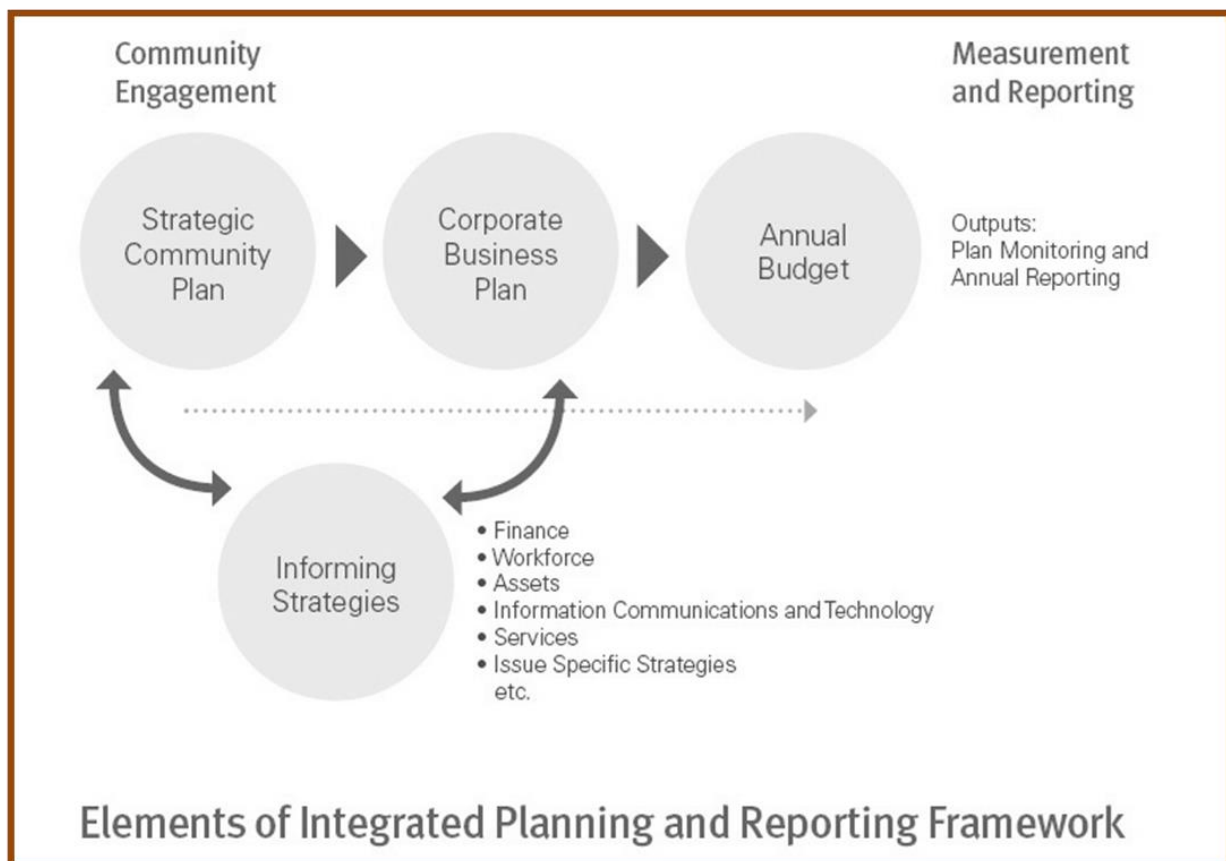 Community
Engagement
Measurement
and Reporting
Strategic
Community
Plan
Corporate
Business
Plan
Annual
Budget
Outputs:
Plan Monitoring and
Annual Reporting
Informing
Strategies
• Finance
• Workforce
• Assets
• Information Communications and Technology
• Services
• Issue Specific Strategies
etc.
Elements of Integrated Planning and Reporting Framework